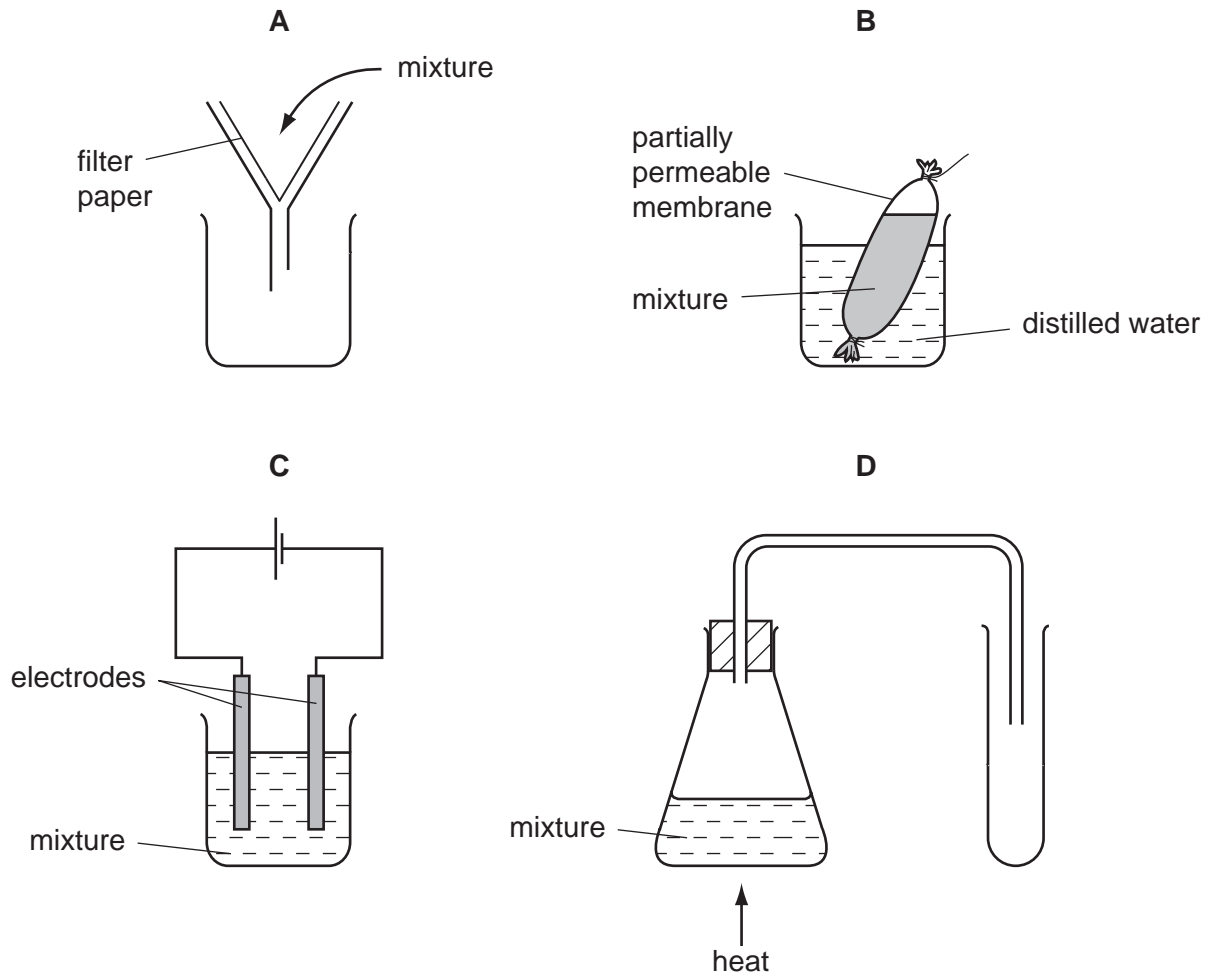 A
mixture
filter
paper
B
partially
permeable
membrane
mixture
distilled water
C
electrodes
mixture
D
mixture
heat